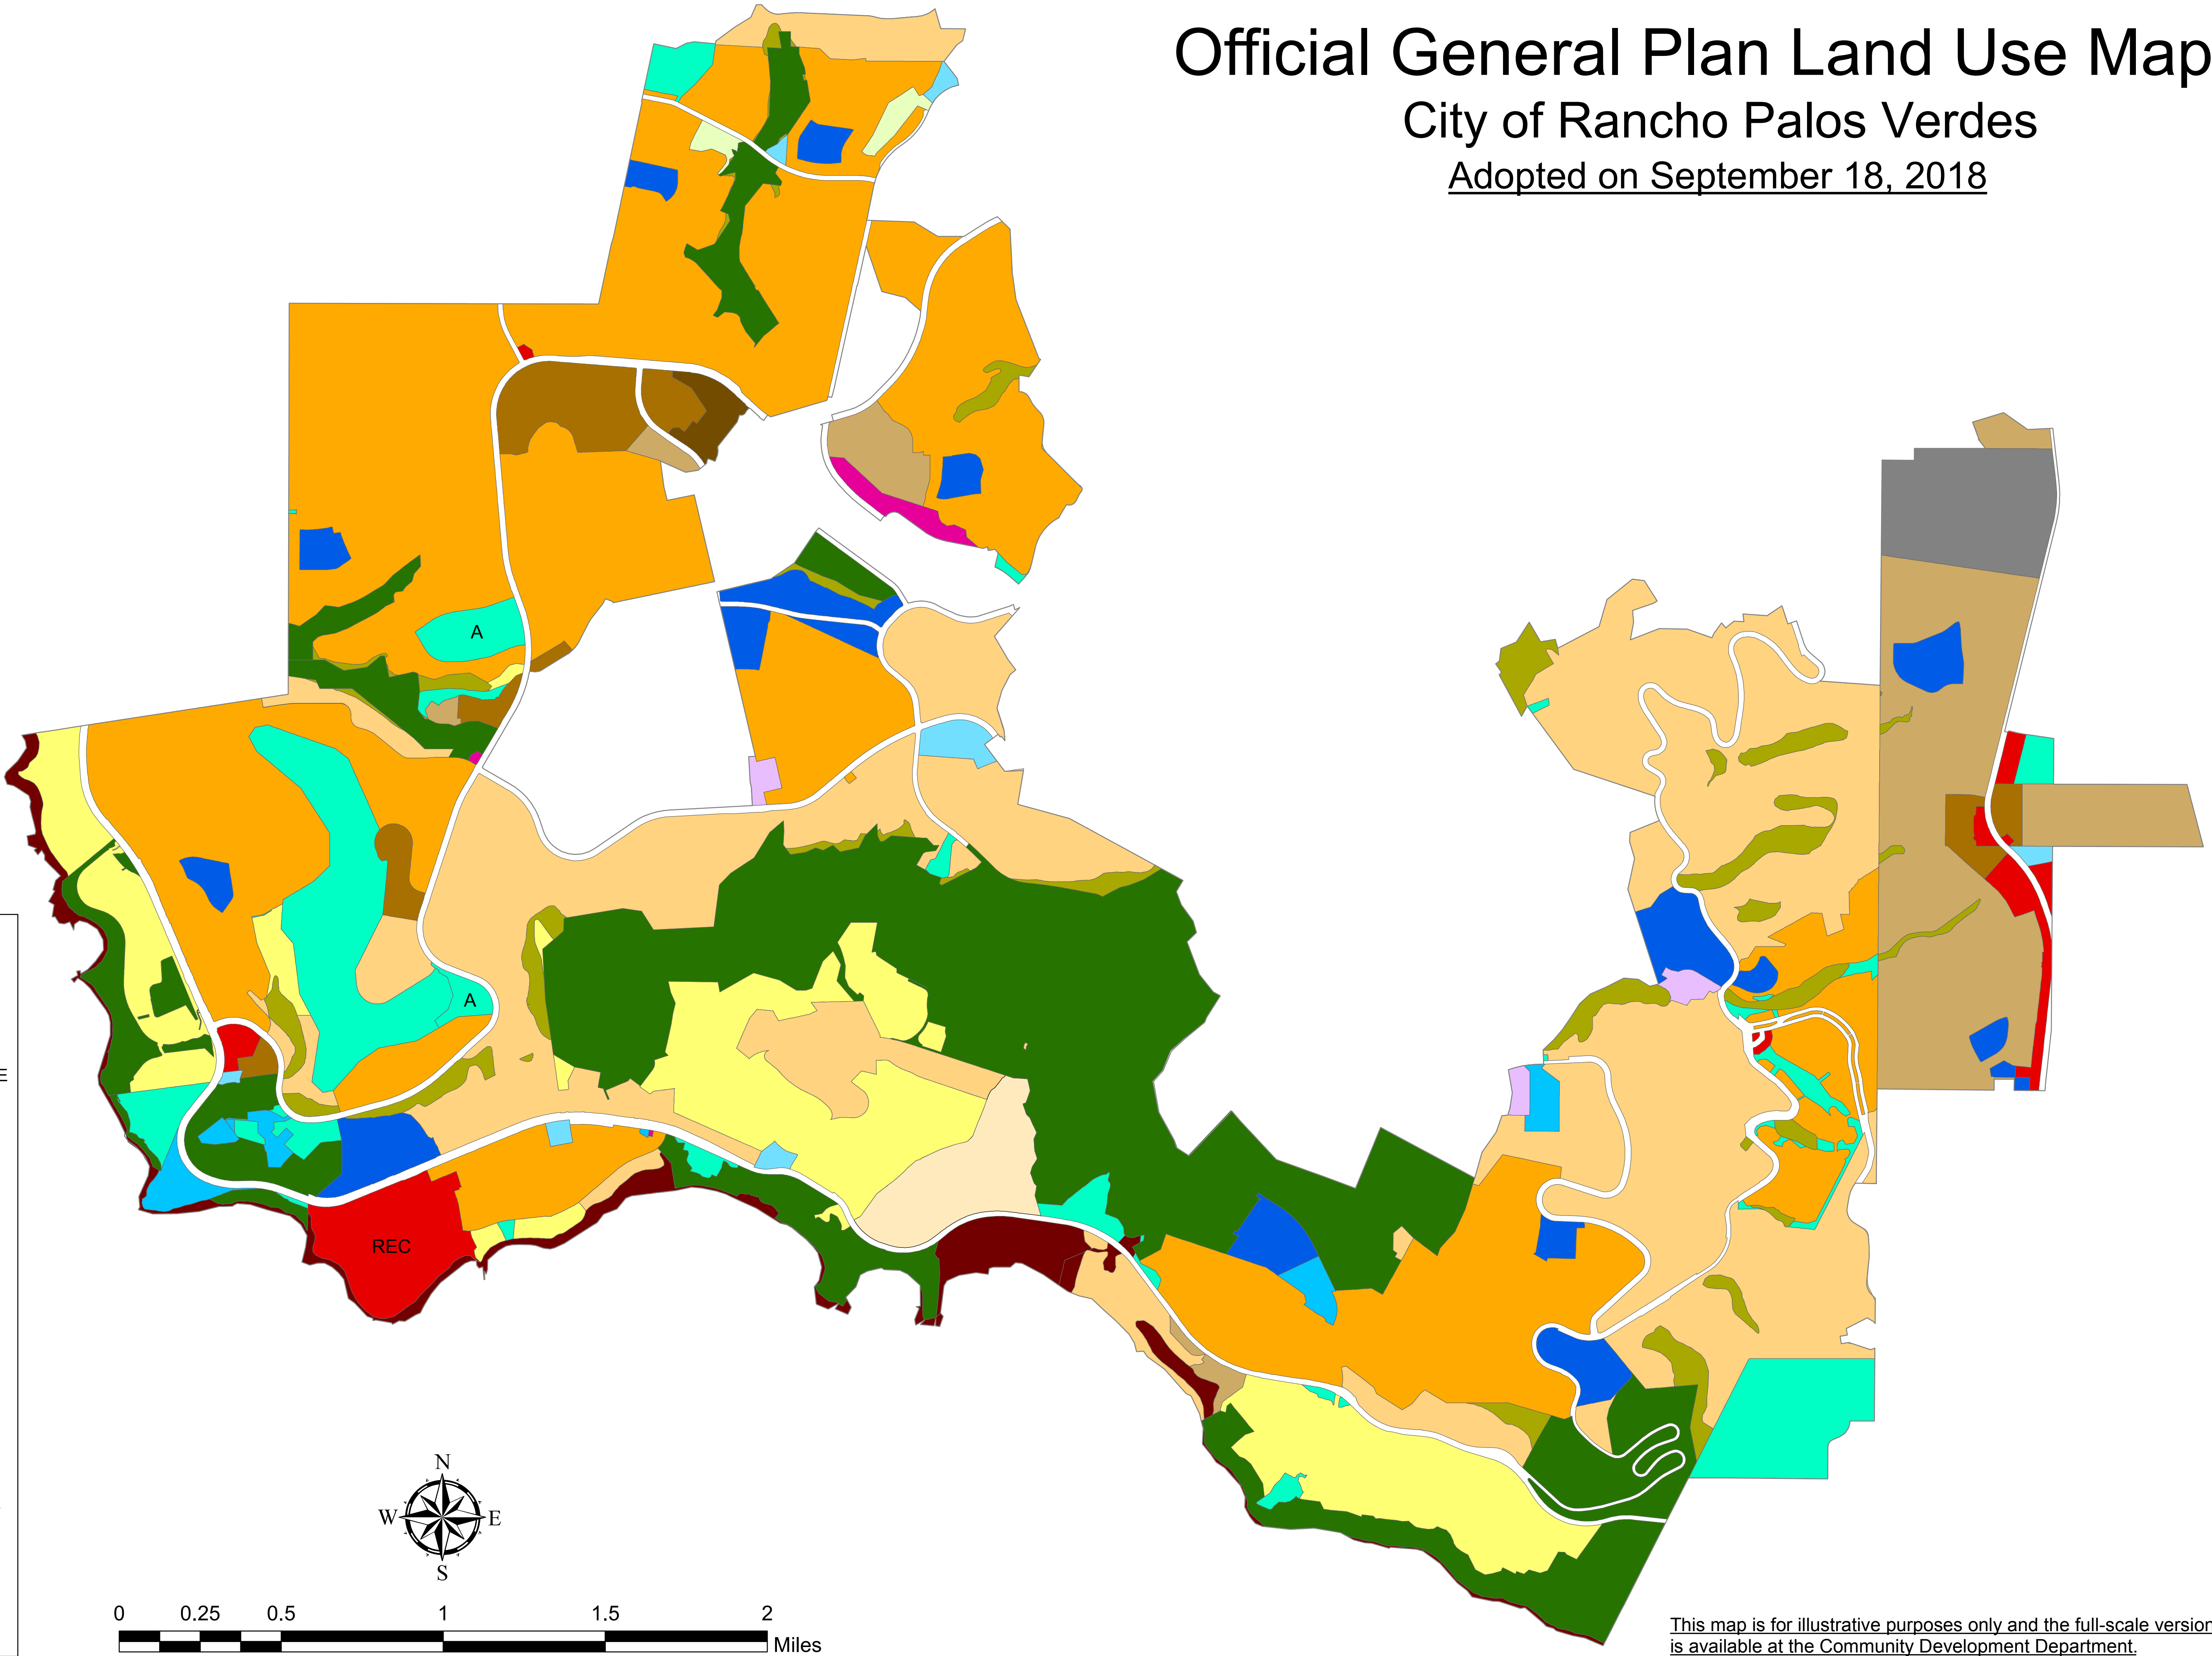 Official General Plan Land Use Map
City of Rancho Palos Verdes
Adopted on September 18, 2018
A
A
E
REC
N
W
E
S
0 0.25 0.5 1 1.5 2
Miles
This map is for illustrative purposes only and the full-scale version
is available at the Community Development Department.